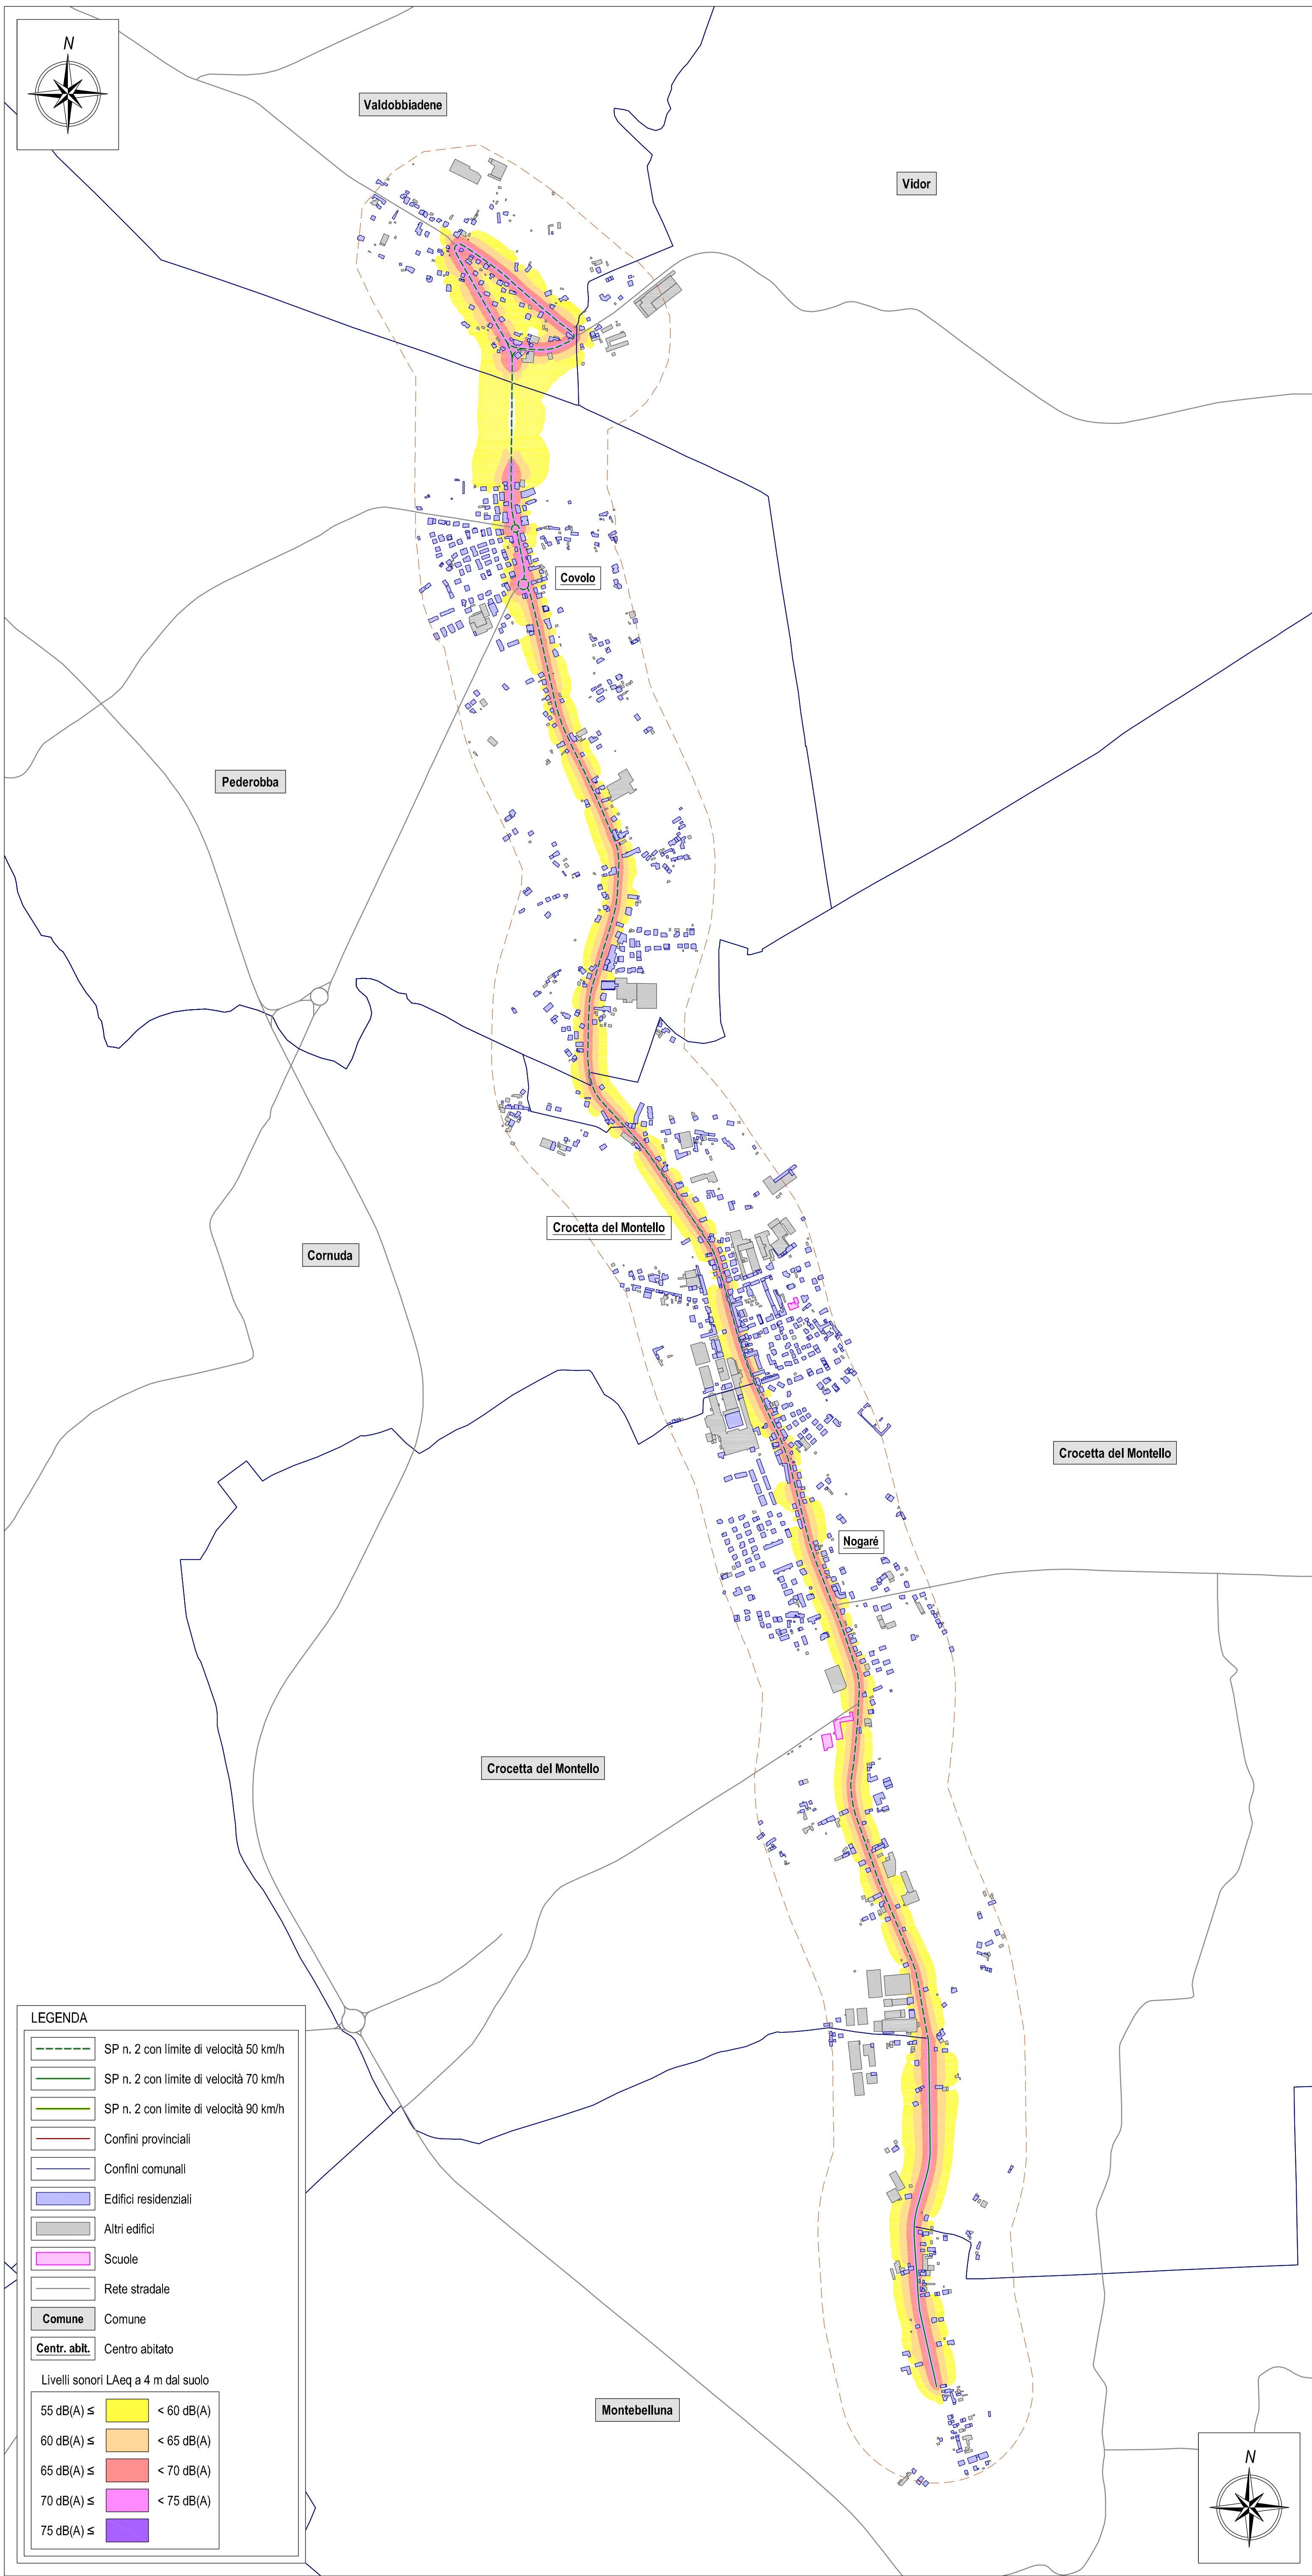 N
Valdobbiadene
Vidor
Covolo
Pederobba
Crocetta del Montello
Cornuda
Crocetta del Montello
Nogaré
Crocetta del Montello
Montebelluna
LEGENDA
SP n. 2 con limite di velocità 50 km/h
SP n. 2 con limite di velocità 70 km/h
SP n. 2 con limite di velocità 90 km/h
Confini provinciali
Confini comunali
Edifici residenziali
Altri edifici
Scuole
Rete stradale
Comune Comune
Centr. abit. Centro abitato
Livelli sonori LAeq a 4 m dal suolo
55 dB(A) ≤ < 60 dB(A)
60 dB(A) ≤ < 65 dB(A)
65 dB(A) ≤ < 70 dB(A)
70 dB(A) ≤ < 75 dB(A)
75 dB(A) ≤
N